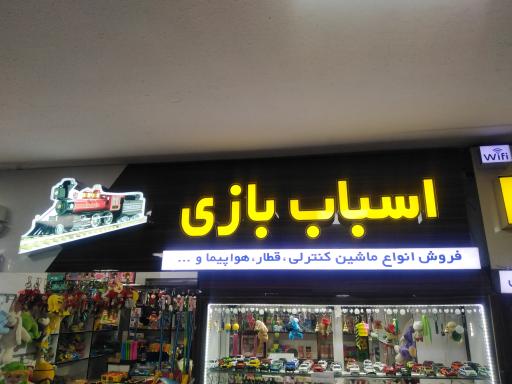 اسباب بازی
فروش انواع ماشین کنترلی، قطار، هواپیما و ...
Wifi